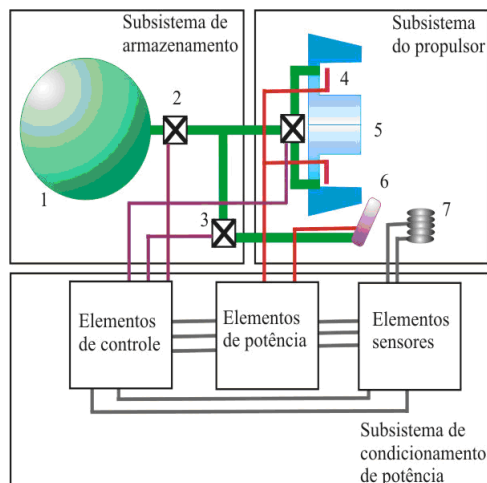 Subsistema de
armazenamento
Subsistema
do propulsor
1
2
3
4
5
6
7
Elementos
de controle
Elementos
de potência
Elementos
sensores
Subsistema de
condicionamento
de potência